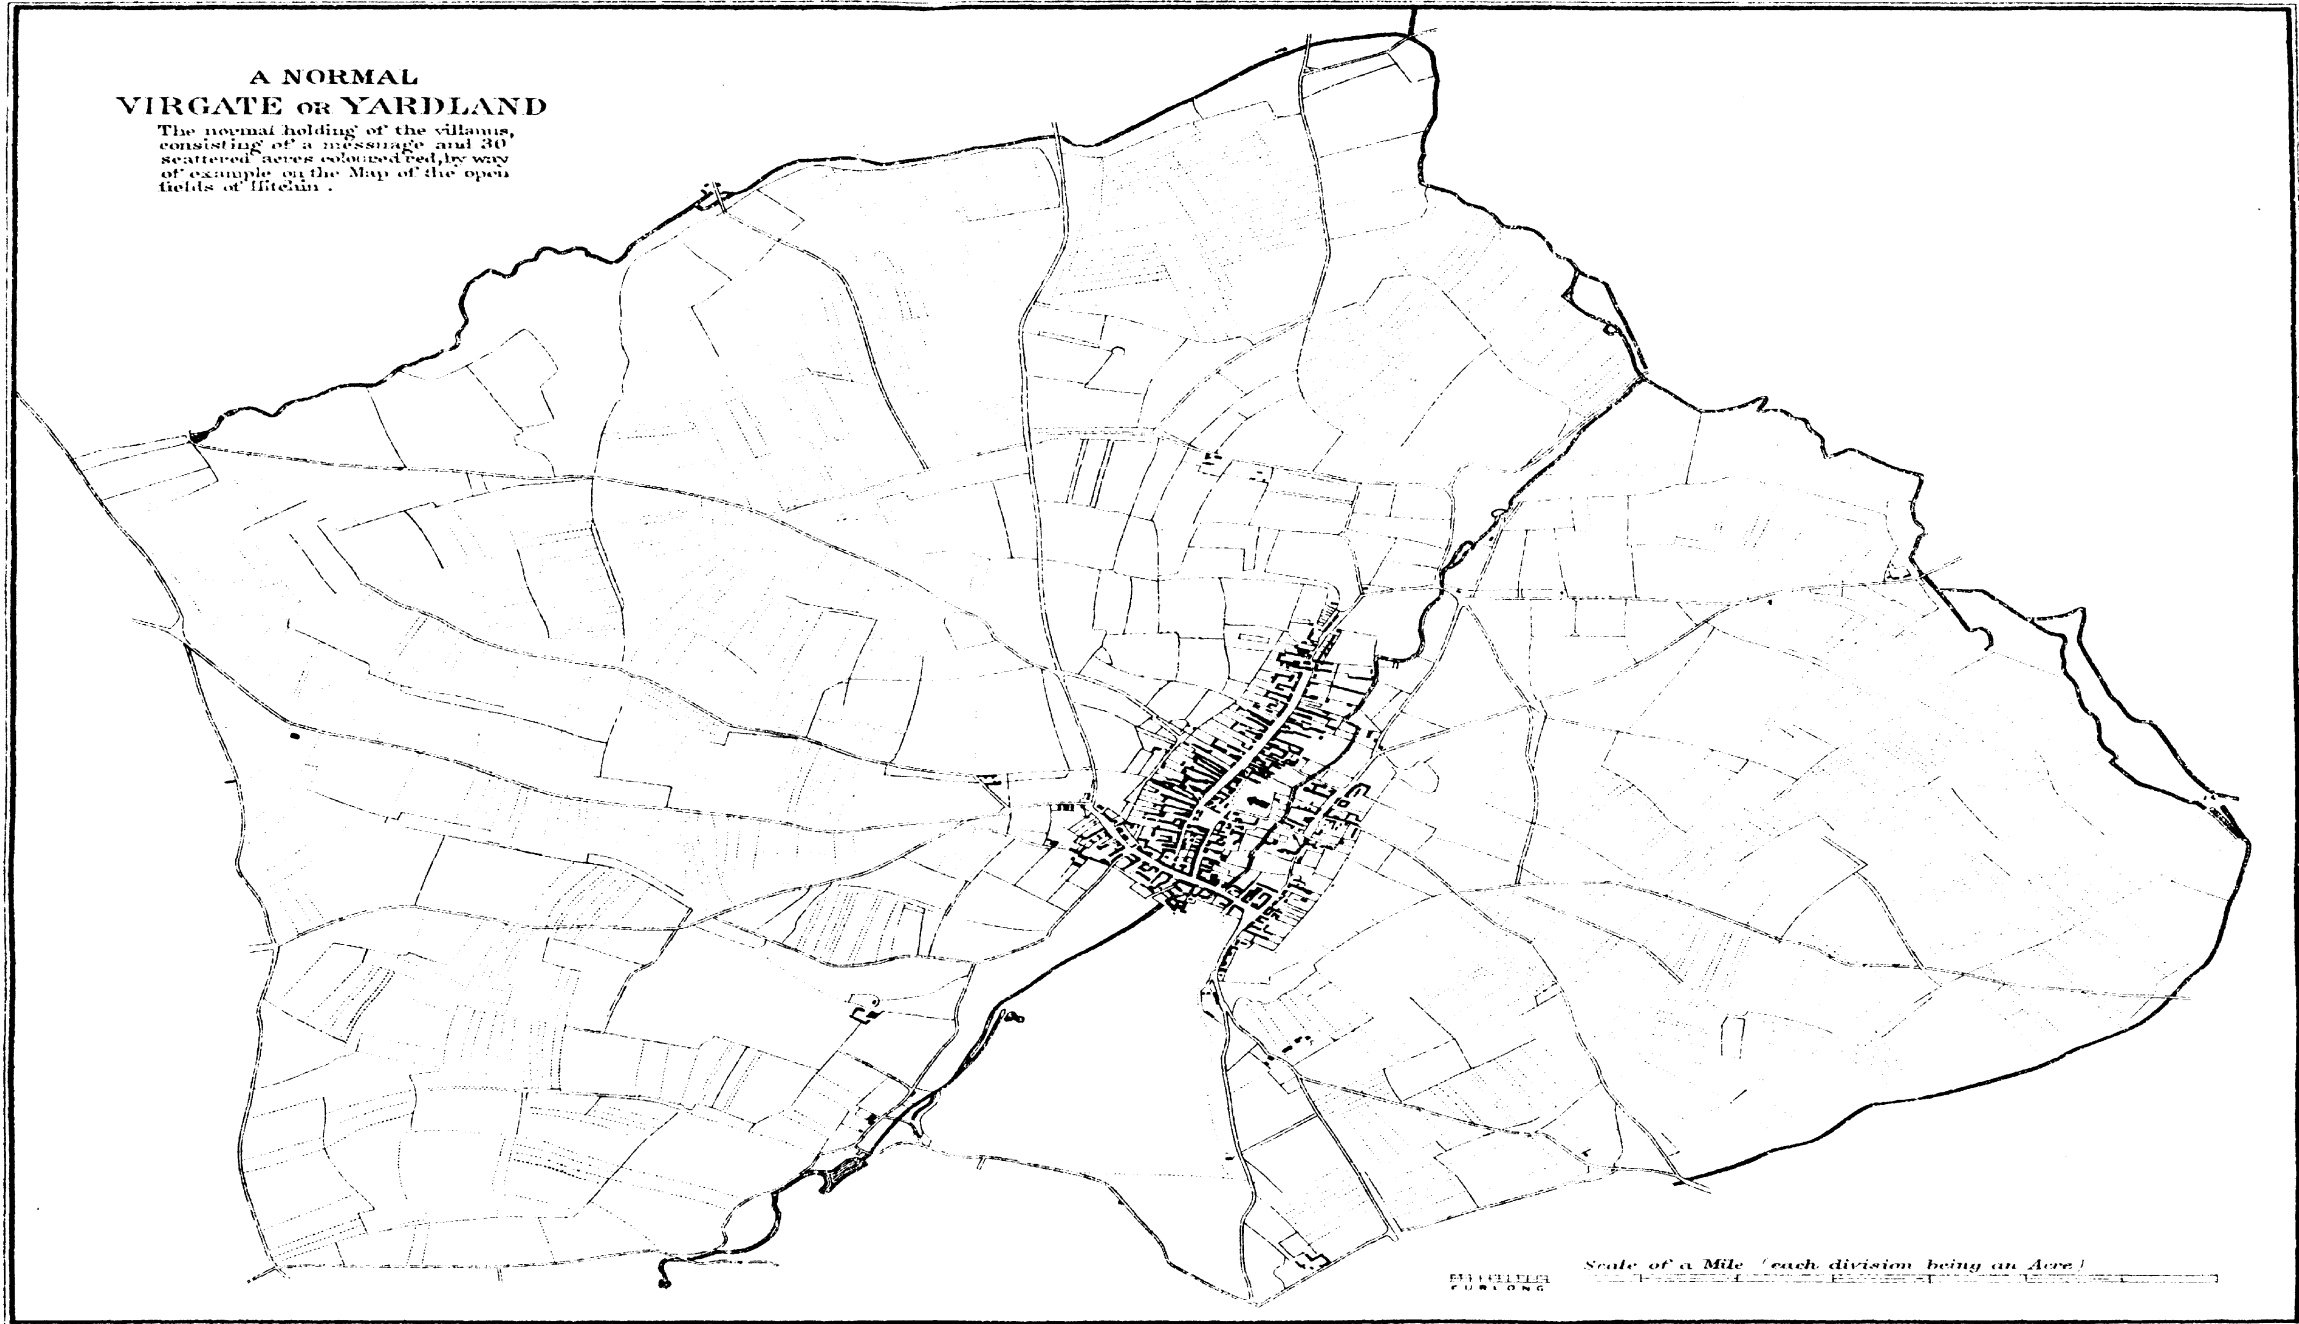 A NORMAL
VIRGATE OR YARDLAND
The normal holding of the villanus,
consisting of a messuage and 30
scattered acres coloured red, by way
of example on the Map of the open
fields of Hitchin.
Scale of a Mile (each division being an Acre)
FURLONG